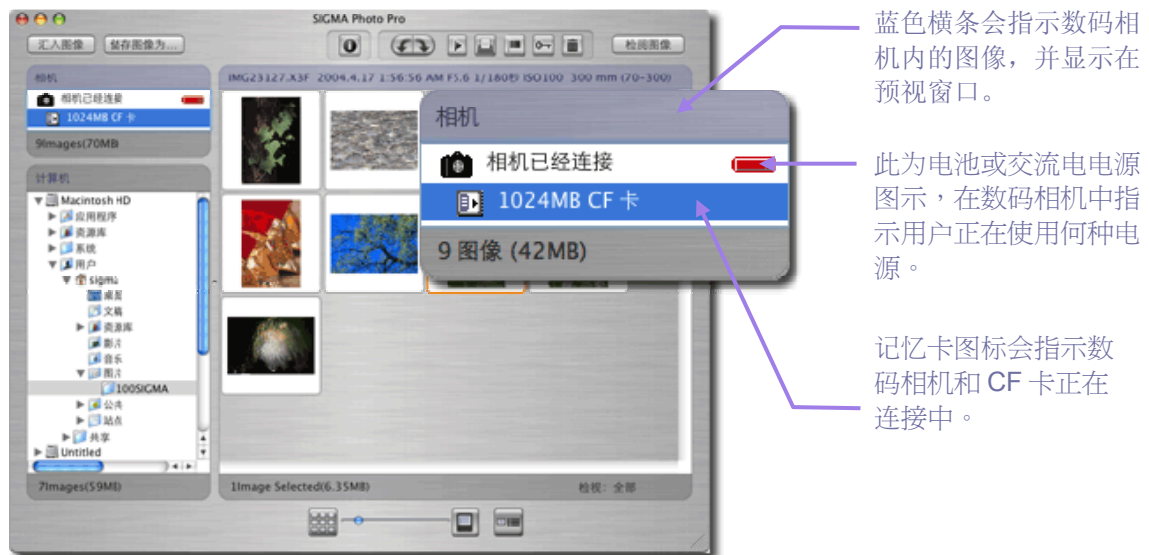 SIGMA Photo Pro
汇入图像 储存图像为... 检阅图像
相机
相机已经连接
1024MB CF 卡
9Images(70MB
IMG23127.X3F 2004.4.17 1:56:56 AM F5.6 1/180秒 ISO100 300 mm (70-300)
计算机
Macintosh HD
应用程序
资源库
系统
用户
sigma
桌面
文稿
资源库
影片
音乐
图片
100SIGMA
公共
站点
共享
Untitled
7Images(59MB)
1Image Selected(6.35MB)
检视: 全部
相机
相机已经连接
1024MB CF 卡
9 图像 (42MB)
蓝色横条会指示数码相
机内的图像，并显示在
预视窗口。
此为电池或交流电电源
图示，在数码相机中指
示用户正在使用何种电
源。
记忆卡图标会指示数
码相机和 CF 卡正在
连接中。